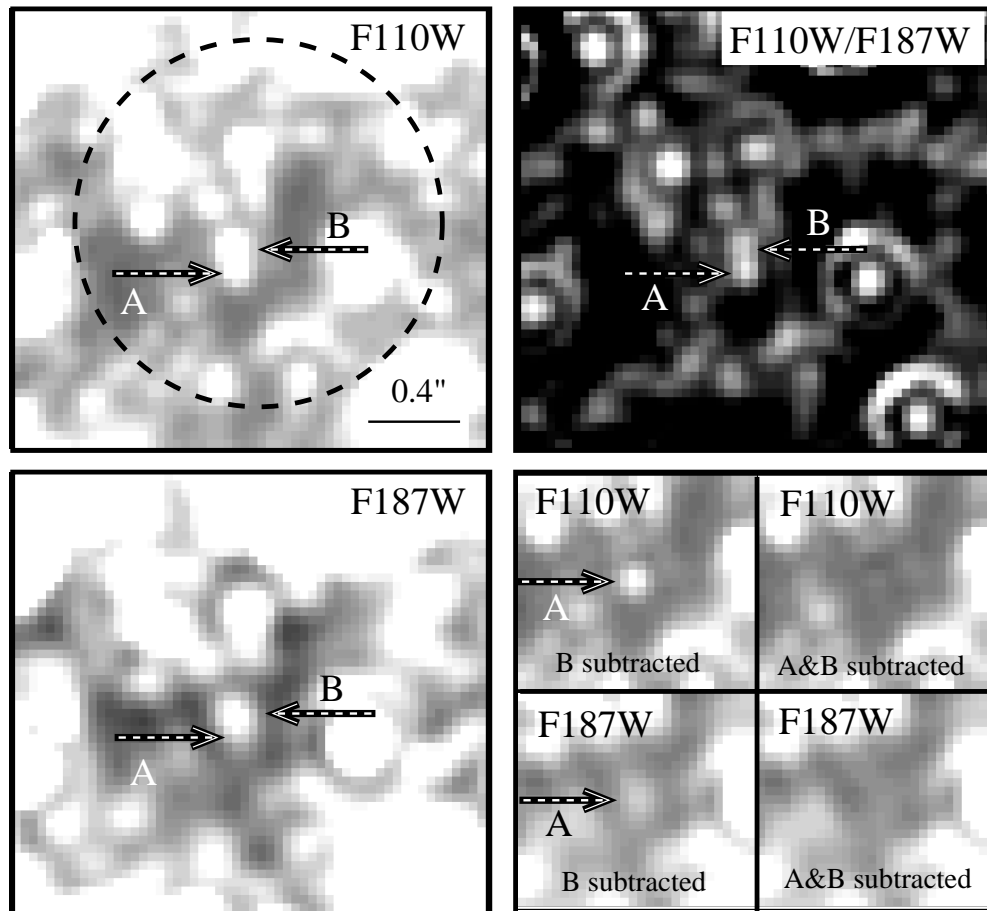 F110W
B
A
0.4"
F110W/F187W
B
A
F187W
B
A
F110W
A
B subtracted
F110W
A&B subtracted
F187W
A
B subtracted
F187W
A&B subtracted